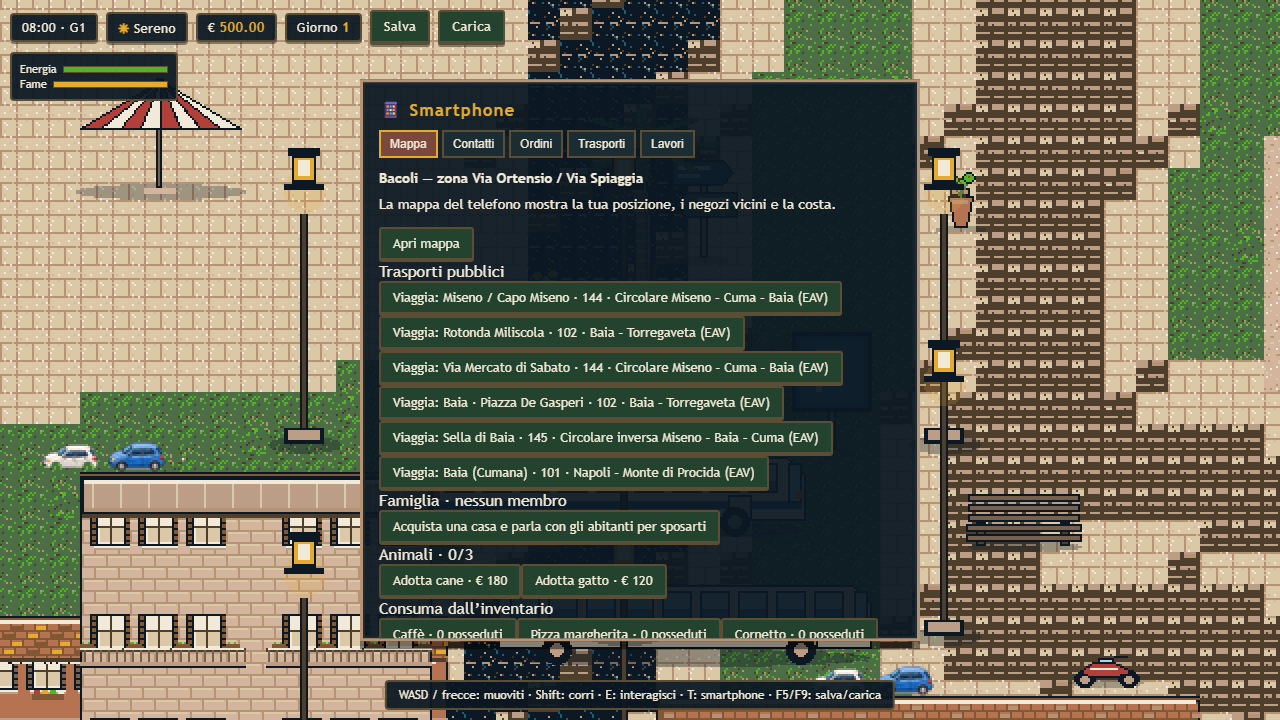 08:00 · G1
Sereno
€ 500.00
Giorno 1
Salva
Carica
Energia
Fame
Smartphone
Mappa
Contatti
Ordini
Trasporti
Lavori
Bacoli — zona Via Ortensio / Via Spiaggia
La mappa del telefono mostra la tua posizione, i negozi vicini e la costa.
Apri mappa
Trasporti pubblici
Viaggia: Miseno / Capo Miseno · 144 · Circolare Miseno - Cuma - Baia (EAV)
Viaggia: Rotonda Miliscola · 102 · Baia - Torregaveta (EAV)
Viaggia: Via Mercato di Sabato · 144 · Circolare Miseno - Cuma - Baia (EAV)
Viaggia: Baia · Piazza De Gasperi · 102 · Baia - Torregaveta (EAV)
Viaggia: Sella di Baia · 145 · Circolare inversa Miseno - Baia - Cuma (EAV)
Viaggia: Baia (Cumana) · 101 · Napoli - Monte di Procida (EAV)
Famiglia · nessun membro
Acquista una casa e parla con gli abitanti per sposarti
Animali · 0/3
Adotta cane · € 180
Adotta gatto · € 120
Consuma dall’inventario
Caffè · 0 posseduti
Pizza margherita · 0 posseduti
Cornetto · 0 posseduti
WASD / frecce: muoviti · Shift: corri · E: interagisci · T: smartphone · F5/F9: salva/carica